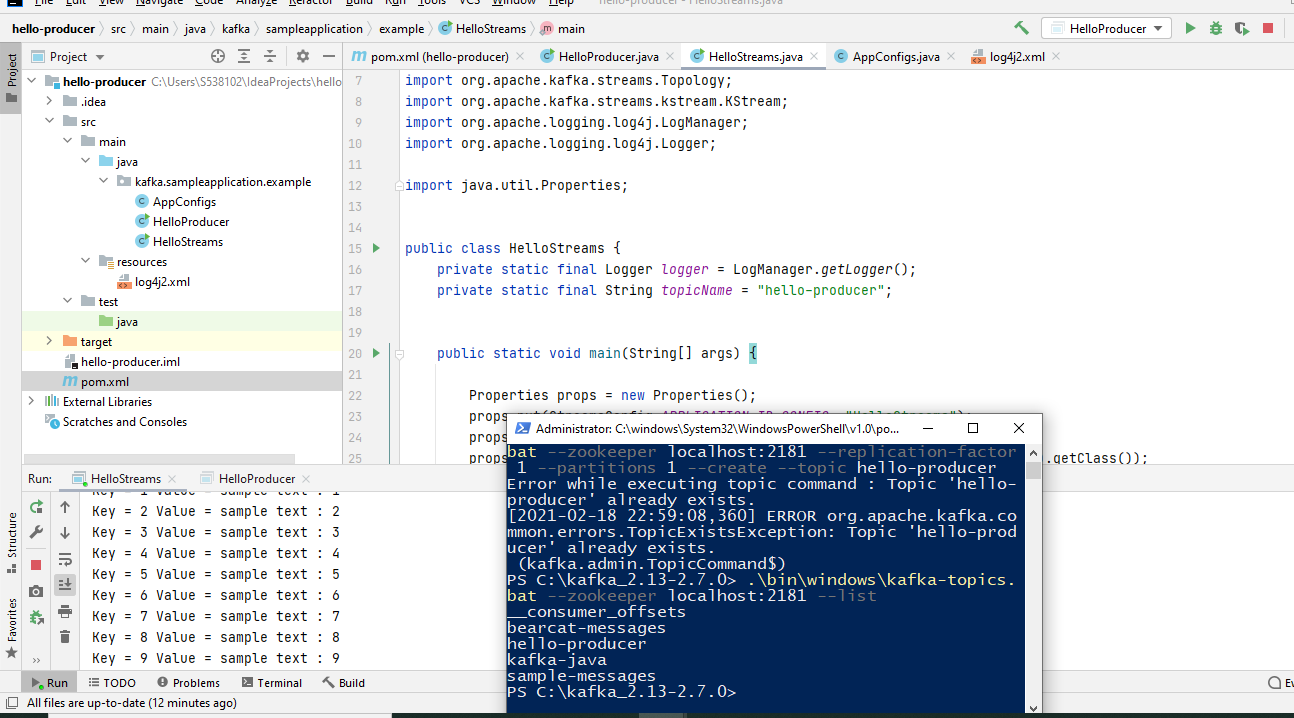 File Edit View Navigate Code Analyze Refactor Build Run Tools VCS Window Help hello-producer - HelloStreams.java
hello-producer src main java kafka sampleapplication example HelloStreams main HelloProducer
Project
pom.xml (hello-producer) HelloProducer.java HelloStreams.java AppConfigs.java log4j2.xml
Project
hello-producer C:\Users\S538102\IdeaProjects\hello
.idea
src
main
java
kafka.sampleapplication.example
AppConfigs
HelloProducer
HelloStreams
resources
log4j2.xml
test
java
target
hello-producer.iml
pom.xml
External Libraries
Scratches and Consoles
7 import org.apache.kafka.streams.Topology;
8 import org.apache.kafka.streams.kstream.KStream;
9 import org.apache.logging.log4j.LogManager;
10 import org.apache.logging.log4j.Logger;
11
12 import java.util.Properties;
13
14
15 public class HelloStreams {
16 private static final Logger logger = LogManager.getLogger();
17 private static final String topicName = "hello-producer";
18
19
20 public static void main(String[] args) {
21
22 Properties props = new Properties();
23 props.put(StreamsConfig.APPLICATION_ID_CONFIG, "HelloStreams");
24 props
25 props .getClass());
Run: HelloStreams HelloProducer
Key = 1 Value = sample text : 1
Key = 2 Value = sample text : 2
Key = 3 Value = sample text : 3
Key = 4 Value = sample text : 4
Key = 5 Value = sample text : 5
Key = 6 Value = sample text : 6
Key = 7 Value = sample text : 7
Key = 8 Value = sample text : 8
Key = 9 Value = sample text : 9
Structure
Favorites
Administrator: C:\windows\System32\WindowsPowerShell\v1.0\po...
bat --zookeeper localhost:2181 --replication-factor
1 --partitions 1 --create --topic hello-producer
Error while executing topic command : Topic 'hello-
producer' already exists.
[2021-02-18 22:59:08,360] ERROR org.apache.kafka.co
mmon.errors.TopicExistsException: Topic 'hello-prod
ucer' already exists.
(kafka.admin.TopicCommand$)
PS C:\kafka_2.13-2.7.0> .\bin\windows\kafka-topics.
bat --zookeeper localhost:2181 --list
__consumer_offsets
bearcat-messages
hello-producer
kafka-java
sample-messages
PS C:\kafka_2.13-2.7.0>
Run TODO Problems Terminal Build Ev
All files are up-to-date (12 minutes ago)